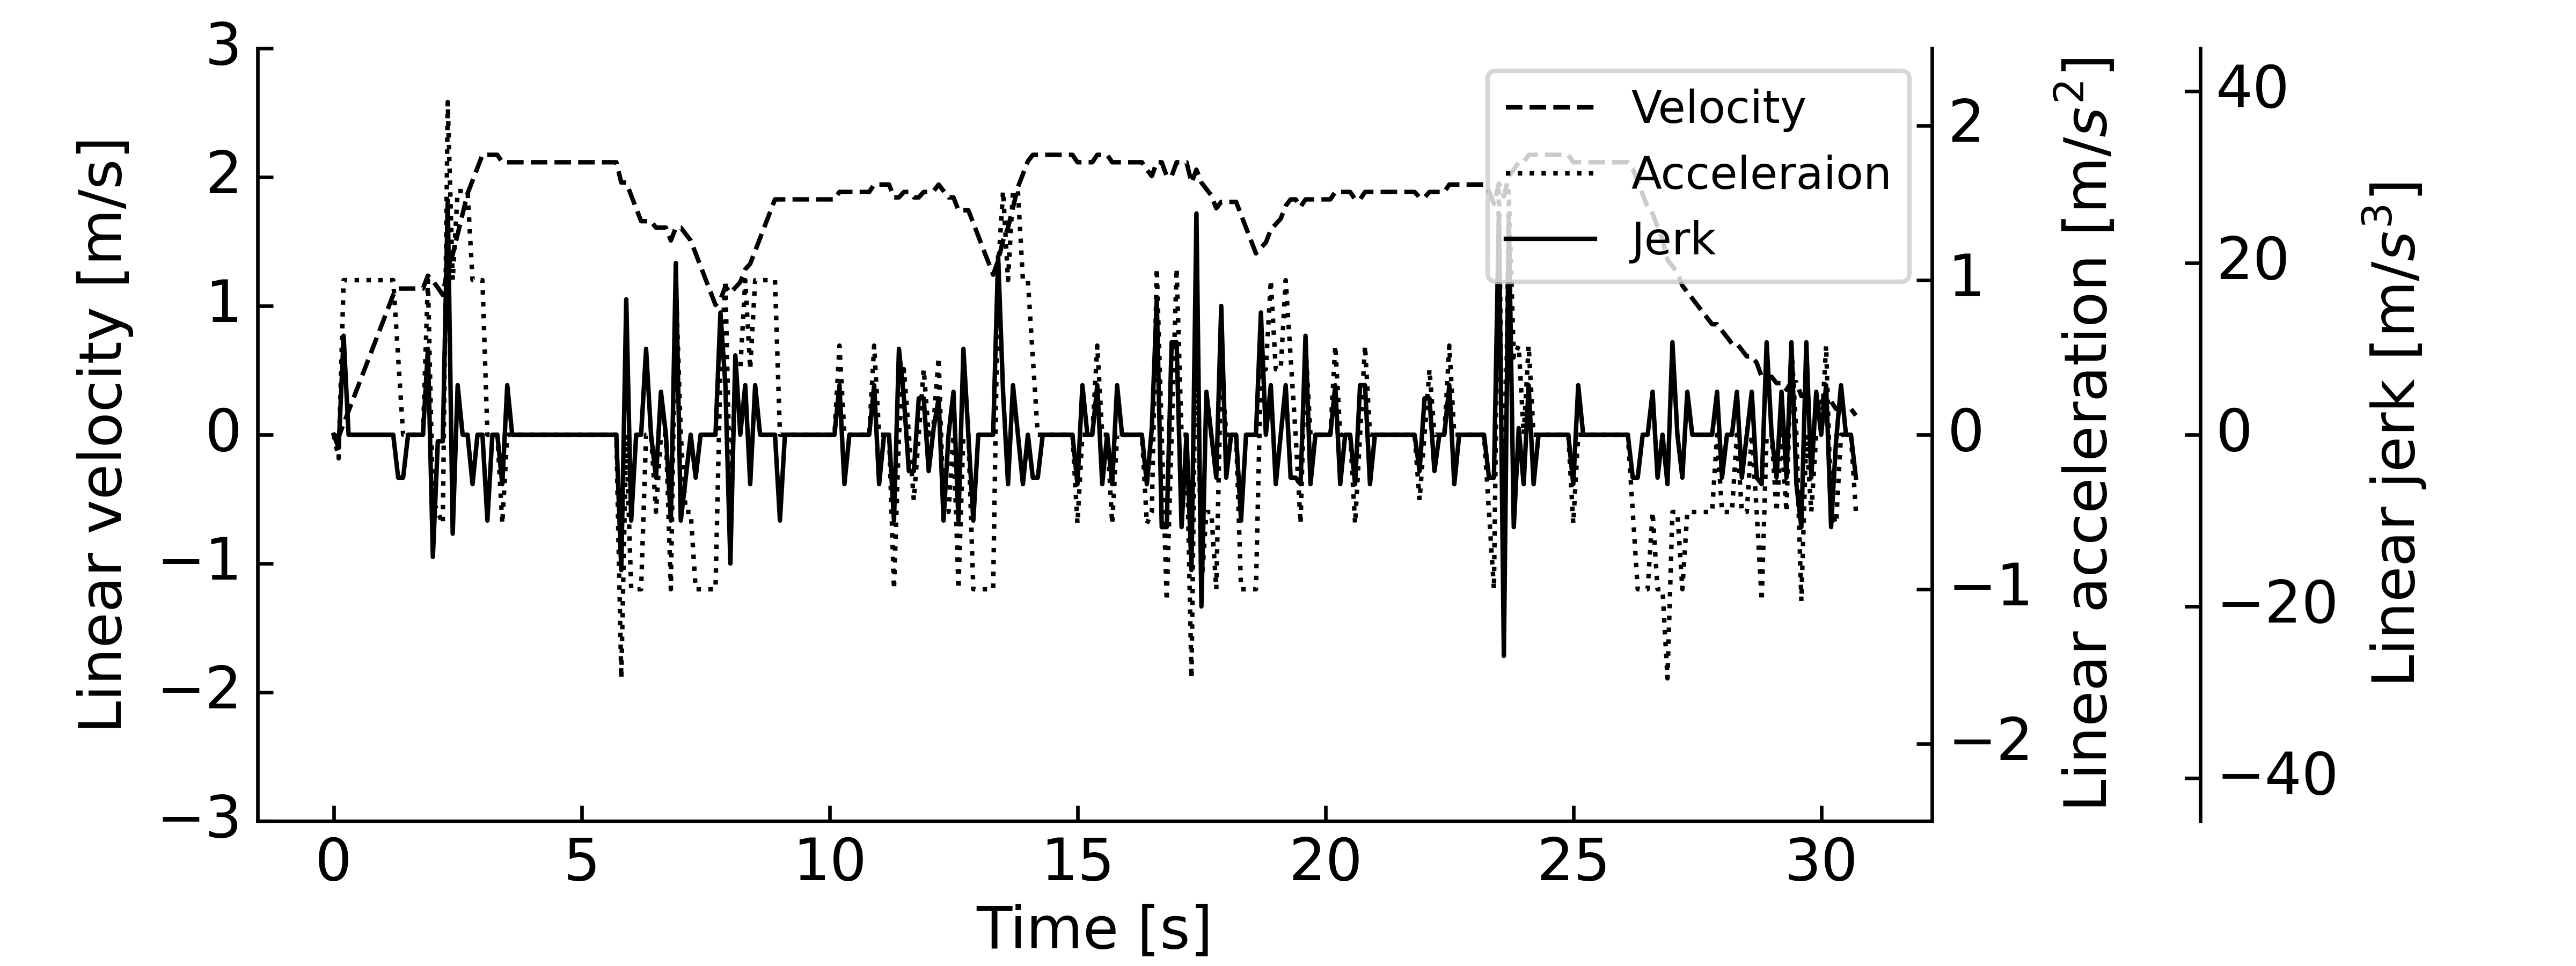 3
2
1
0
−1
−2
−3
Linear velocity [m/s]
0 5 10 15 20 25 30
Time [s]
Velocity
Acceleraion
Jerk
2
1
0
−1
−2
Linear acceleration [m/s²]
40
20
0
−20
−40
Linear jerk [m/s³]